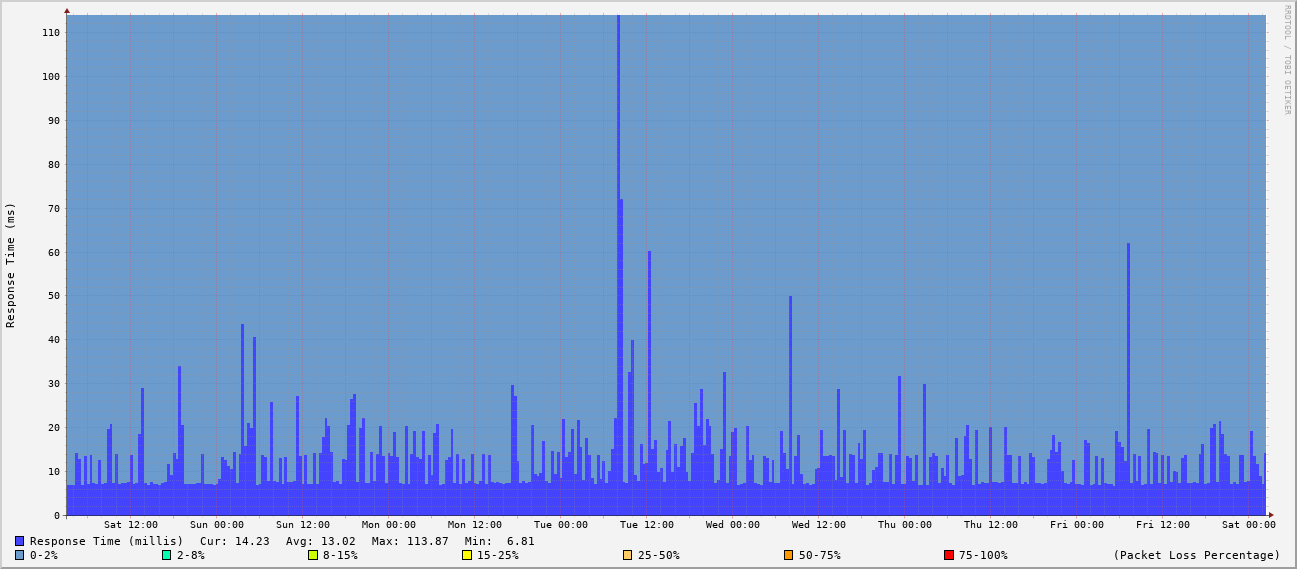 RRDTOOL / TOBI OETIKER
Response Time (ms)
110
100
90
80
70
60
50
40
30
20
10
0
Sat 12:00 Sun 00:00 Sun 12:00 Mon 00:00 Mon 12:00 Tue 00:00 Tue 12:00 Wed 00:00 Wed 12:00 Thu 00:00 Thu 12:00 Fri 00:00 Fri 12:00 Sat 00:00
Response Time (millis) Cur: 14.23 Avg: 13.02 Max: 113.87 Min: 6.81
0-2% 2-8% 8-15% 15-25% 25-50% 50-75% 75-100% (Packet Loss Percentage)